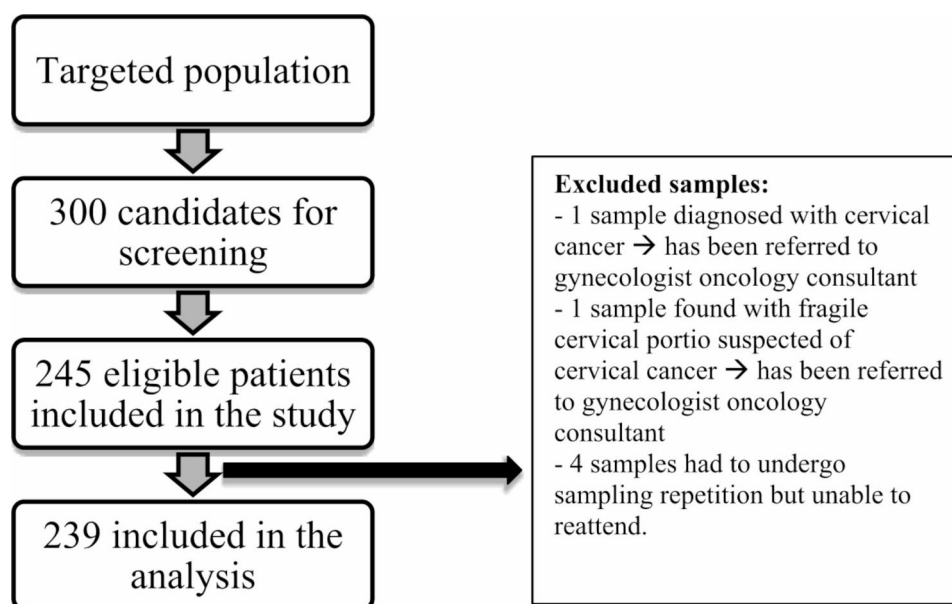 Targeted population
300 candidates for
screening
245 eligible patients
included in the study
239 included in the
analysis
Excluded samples:
- 1 sample diagnosed with cervical
cancer → has been referred to
gynecologist oncology consultant
- 1 sample found with fragile
cervical portio suspected of
cervical cancer → has been referred
to gynecologist oncology
consultant
- 4 samples had to undergo
sampling repetition but unable to
reattend.